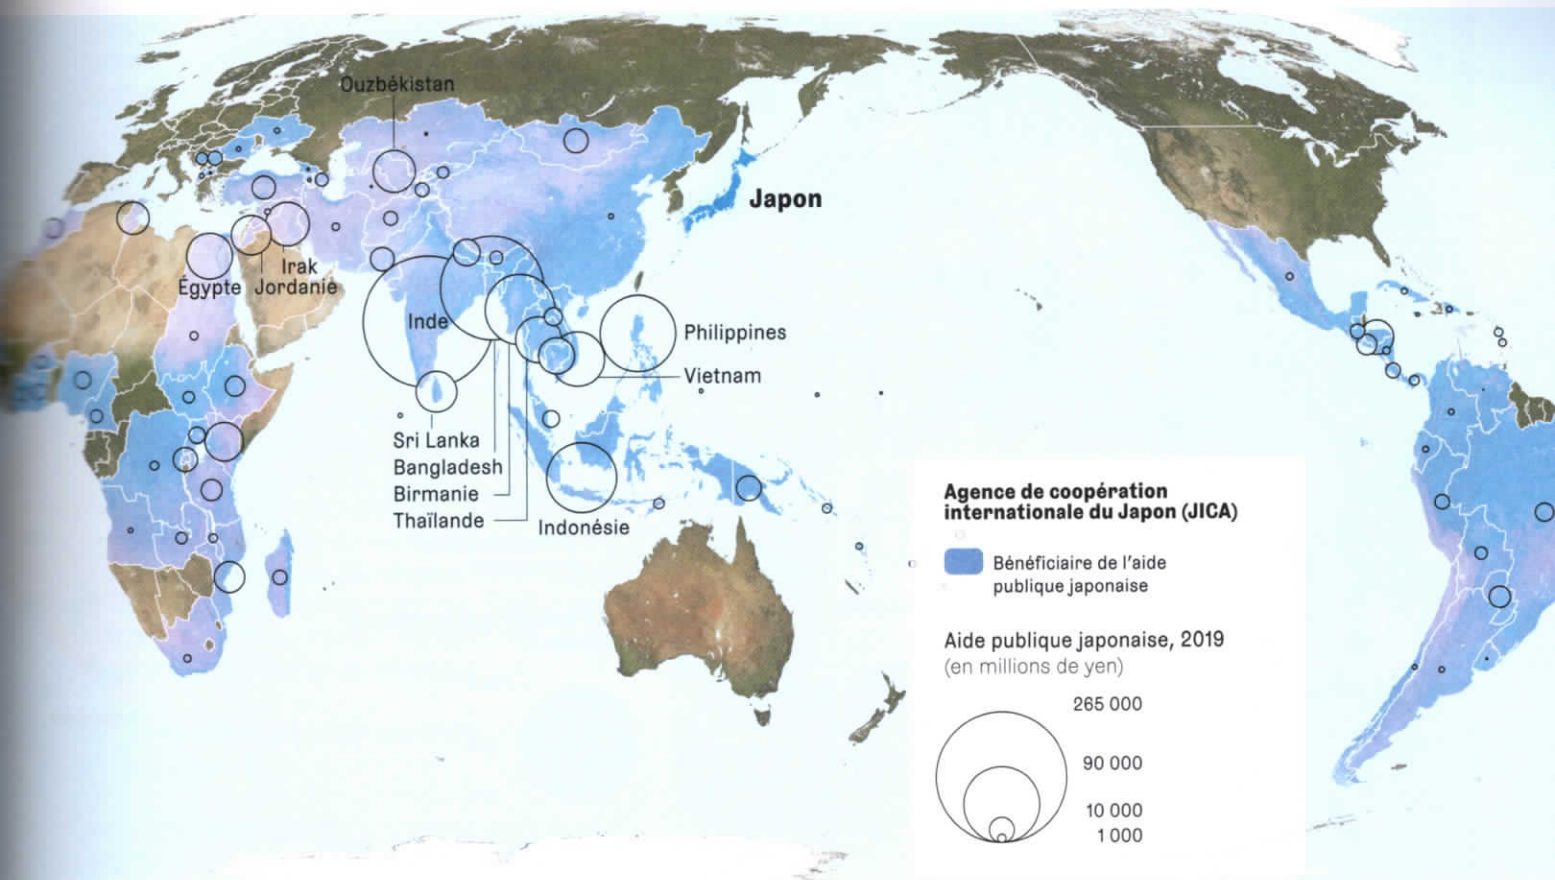 Ouzbékistan
Japon
Irak
Égypte
Jordanie
Inde
Philippines
Vietnam
Sri Lanka
Bangladesh
Birmanie
Thaïlande
Indonésie
Agence de coopération
internationale du Japon (JICA)
Bénéficiaire de l'aide
publique japonaise
Aide publique japonaise, 2019
(en millions de yen)
265 000
90 000
10 000
1 000